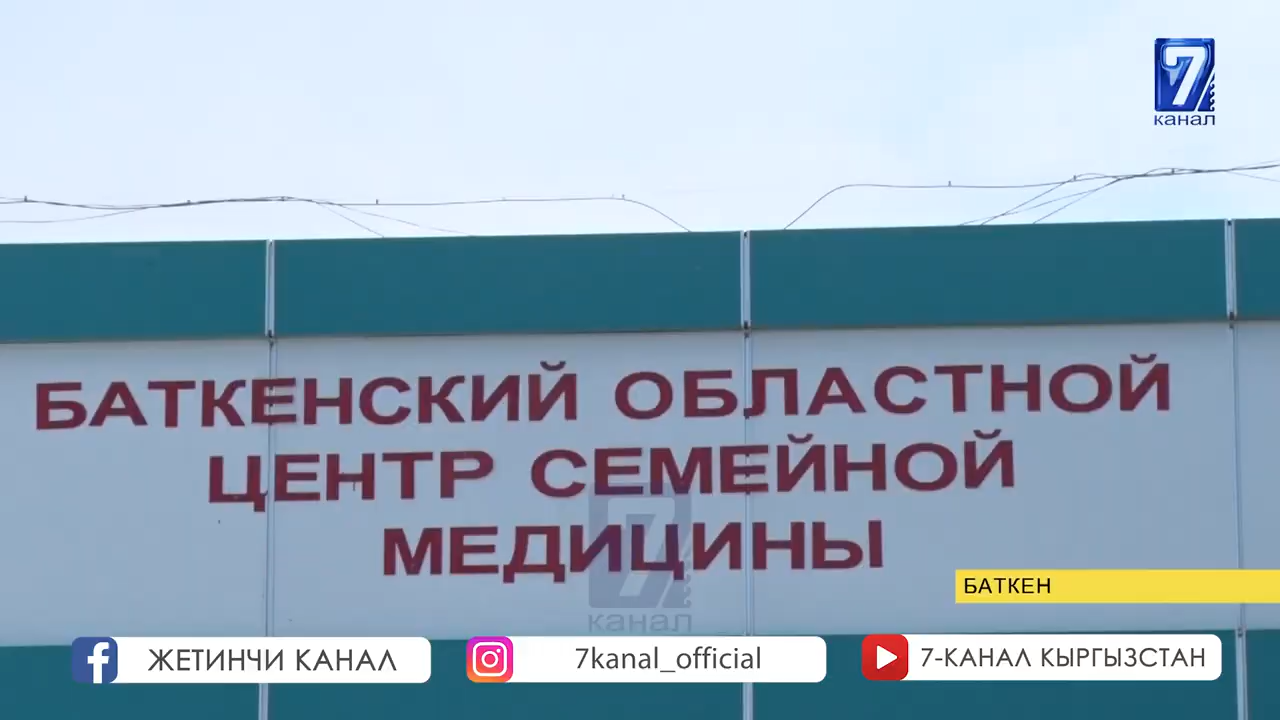 7
канал
БАТКЕНСКИЙ ОБЛАСТНОЙ
ЦЕНТР СЕМЕЙНОЙ
МЕДИЦИНЫ
7
канал
БАТКЕН
ЖЕТИНЧИ КАНАЛ
7kanal_official
7-КАНАЛ КЫРГЫЗСТАН